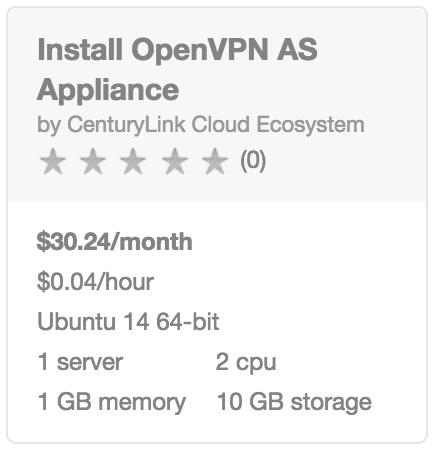 Install OpenVPN AS
Appliance
by CenturyLink Cloud Ecosystem
(0)
$30.24/month
$0.04/hour
Ubuntu 14 64-bit
1 server 2 cpu
1 GB memory 10 GB storage